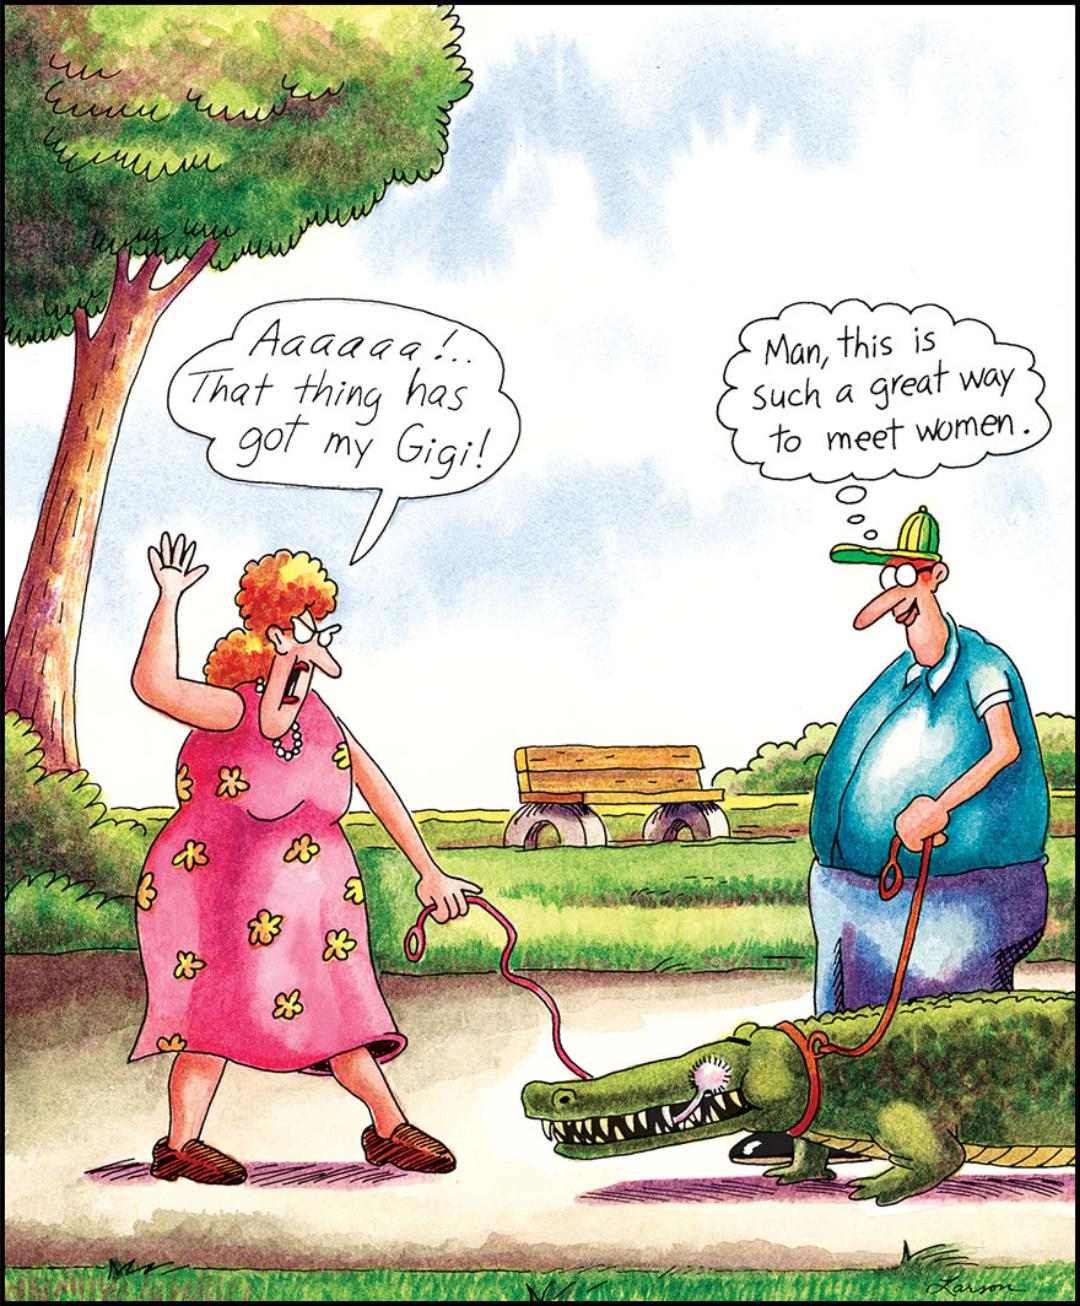 Aaaaaa!..
That thing has
got my Gigi!
Man, this is
such a great way
to meet women.
Larson